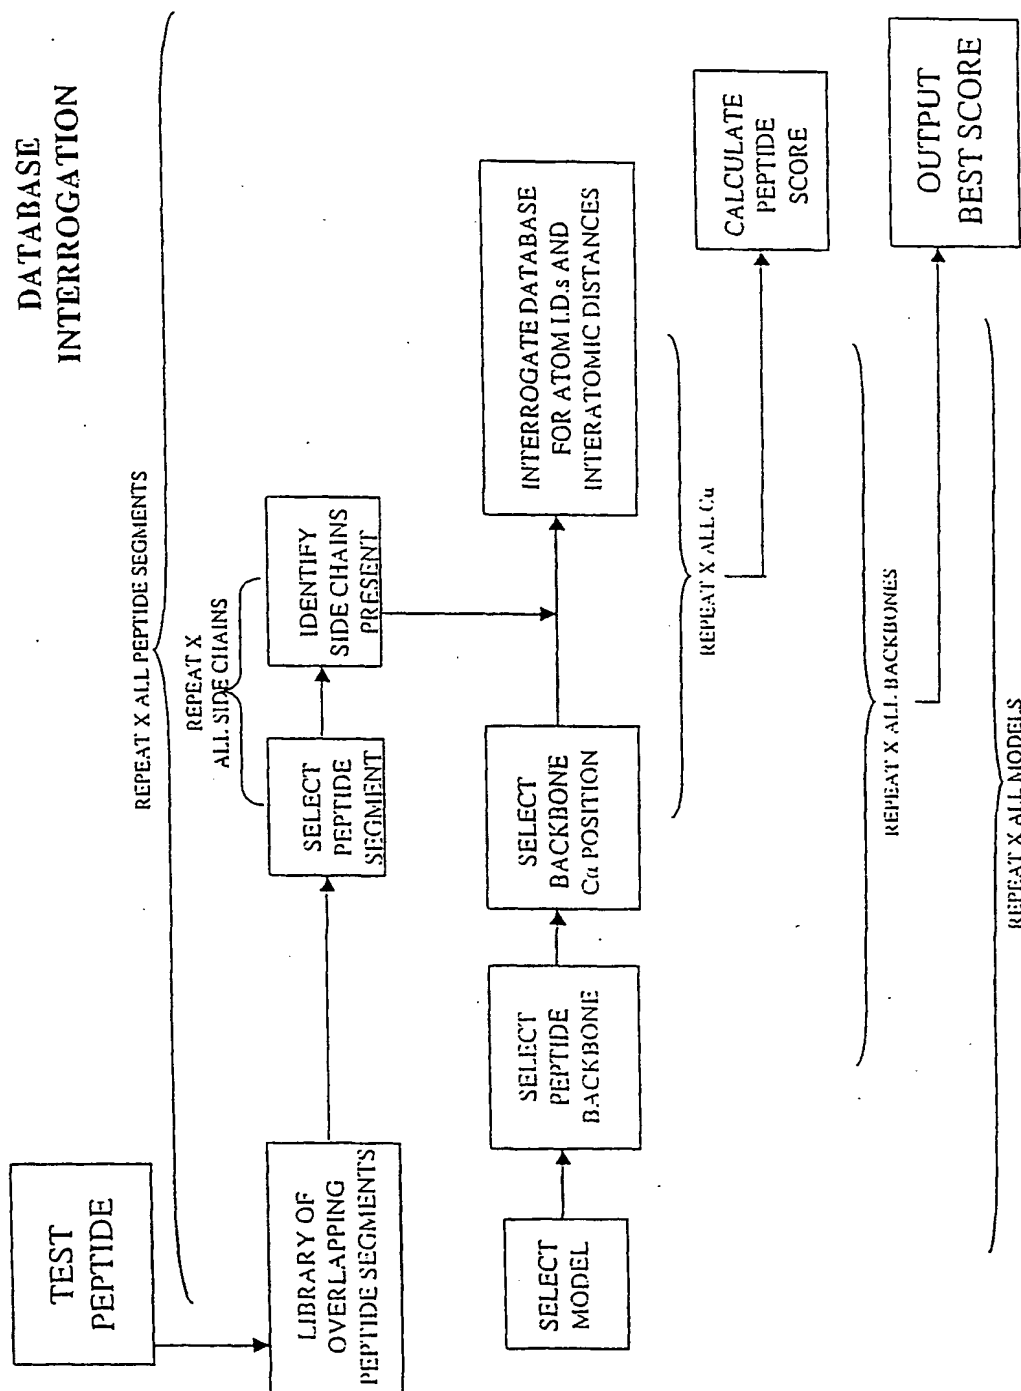 DATABASE
INTERROGATION
TEST
PEPTIDE
REPEAT X ALL PEPTIDE SEGMENTS
REPEAT X
ALL SIDE CHAINS
LIBRARY OF
OVERLAPPING
PEPTIDE SEGMENTS
SELECT
PEPTIDE
SEGMENT
IDENTIFY
SIDE CHAINS
PRESENT
SELECT
MODEL
SELECT
PEPTIDE
BACKBONE
SELECT
BACKBONE
Cα POSITION
INTERROGATE DATABASE
FOR ATOM I.D.s AND
INTERATOMIC DISTANCES
REPEAT X ALL Cα
CALCULATE
PEPTIDE
SCORE
REPEAT X ALL BACKBONES
OUTPUT
BEST SCORE
REPEAT X ALL MODELS